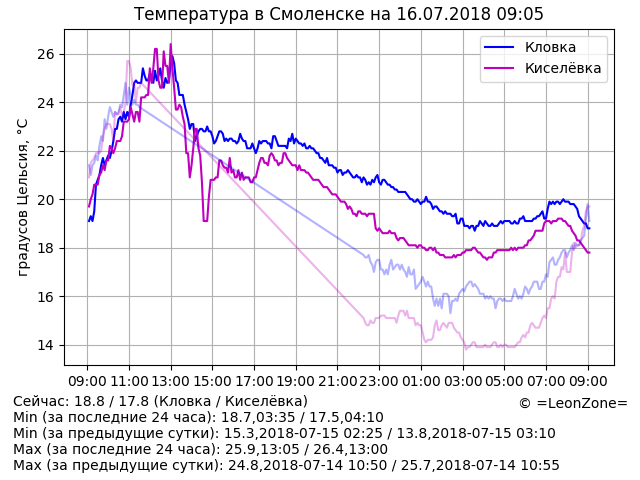 Температура в Смоленске на 16.07.2018 09:05
Кловка
Киселёвка
градусов Цельсия, °C
26
24
22
20
18
16
14
09:00 11:00 13:00 15:00 17:00 19:00 21:00 23:00 01:00 03:00 05:00 07:00 09:00
Сейчас: 18.8 / 17.8 (Кловка / Киселёвка)
© =LeonZone=
Min (за последние 24 часа): 18.7,03:35 / 17.5,04:10
Min (за предыдущие сутки): 15.3,2018-07-15 02:25 / 13.8,2018-07-15 03:10
Max (за последние 24 часа): 25.9,13:05 / 26.4,13:00
Max (за предыдущие сутки): 24.8,2018-07-14 10:50 / 25.7,2018-07-14 10:55